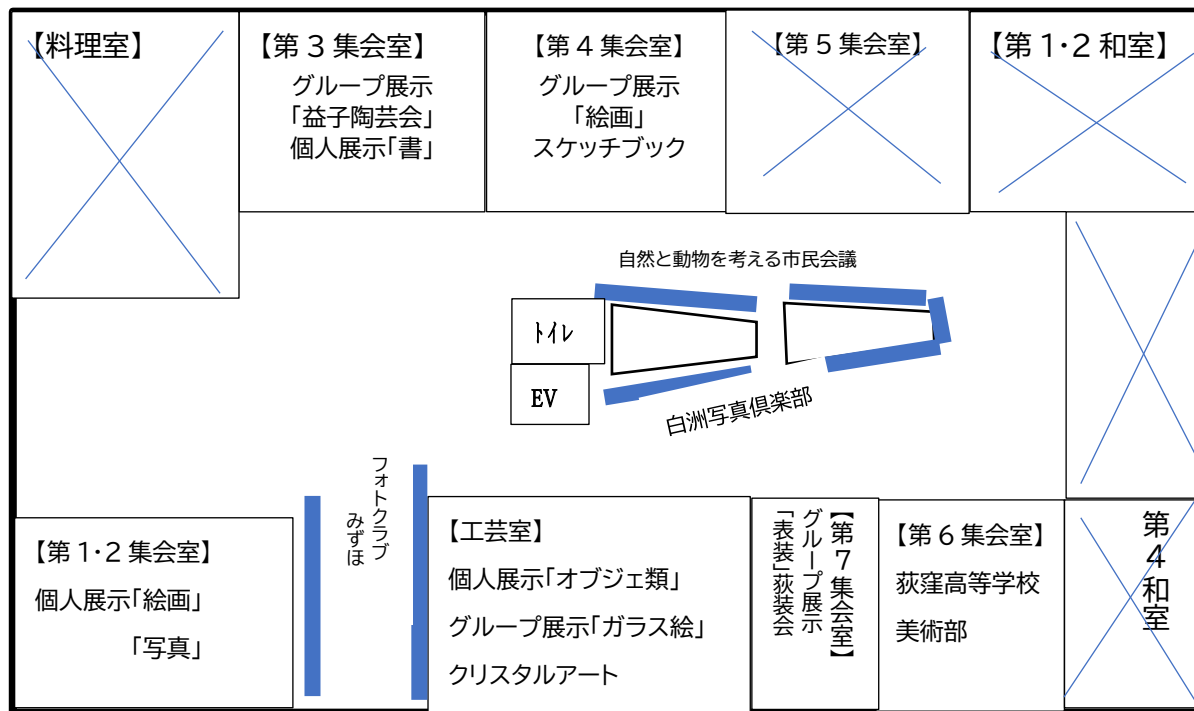 【料理室】
【第3集会室】
グループ展示
「益子陶芸会」
個人展示「書」
【第4集会室】
グループ展示
「絵画」
スケッチブック
【第5集会室】
【第1・2和室】
自然と動物を考える市民会議
トイレ
EV
白洲写真倶楽部
フォトクラブ
みずほ
【第1・2集会室】
個人展示「絵画」
「写真」
【工芸室】
個人展示「オブジェ類」
グループ展示「ガラス絵」
クリスタルアート
【第7集会室】
グループ展示
「表装」荻装会
【第6集会室】
荻窪高等学校
美術部
第4和室